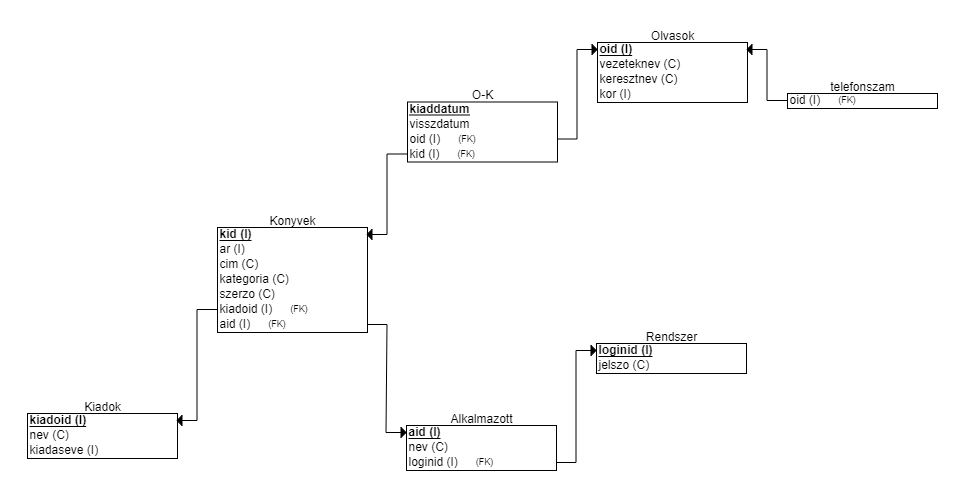 Olvasok
oid (I)
vezeteknev (C)
keresztnev (C)
kor (I)
telefonszam
oid (I) (FK)
O-K
kiaddatum
visszdatum
oid (I) (FK)
kid (I) (FK)
Konyvek
kid (I)
ar (I)
cim (C)
kategoria (C)
szerzo (C)
kiadoid (I) (FK)
aid (I) (FK)
Rendszer
loginid (I)
jelszo (C)
Kiadok
kiadoid (I)
nev (C)
kiadaseve (I)
Alkalmazott
aid (I)
nev (C)
loginid (I) (FK)